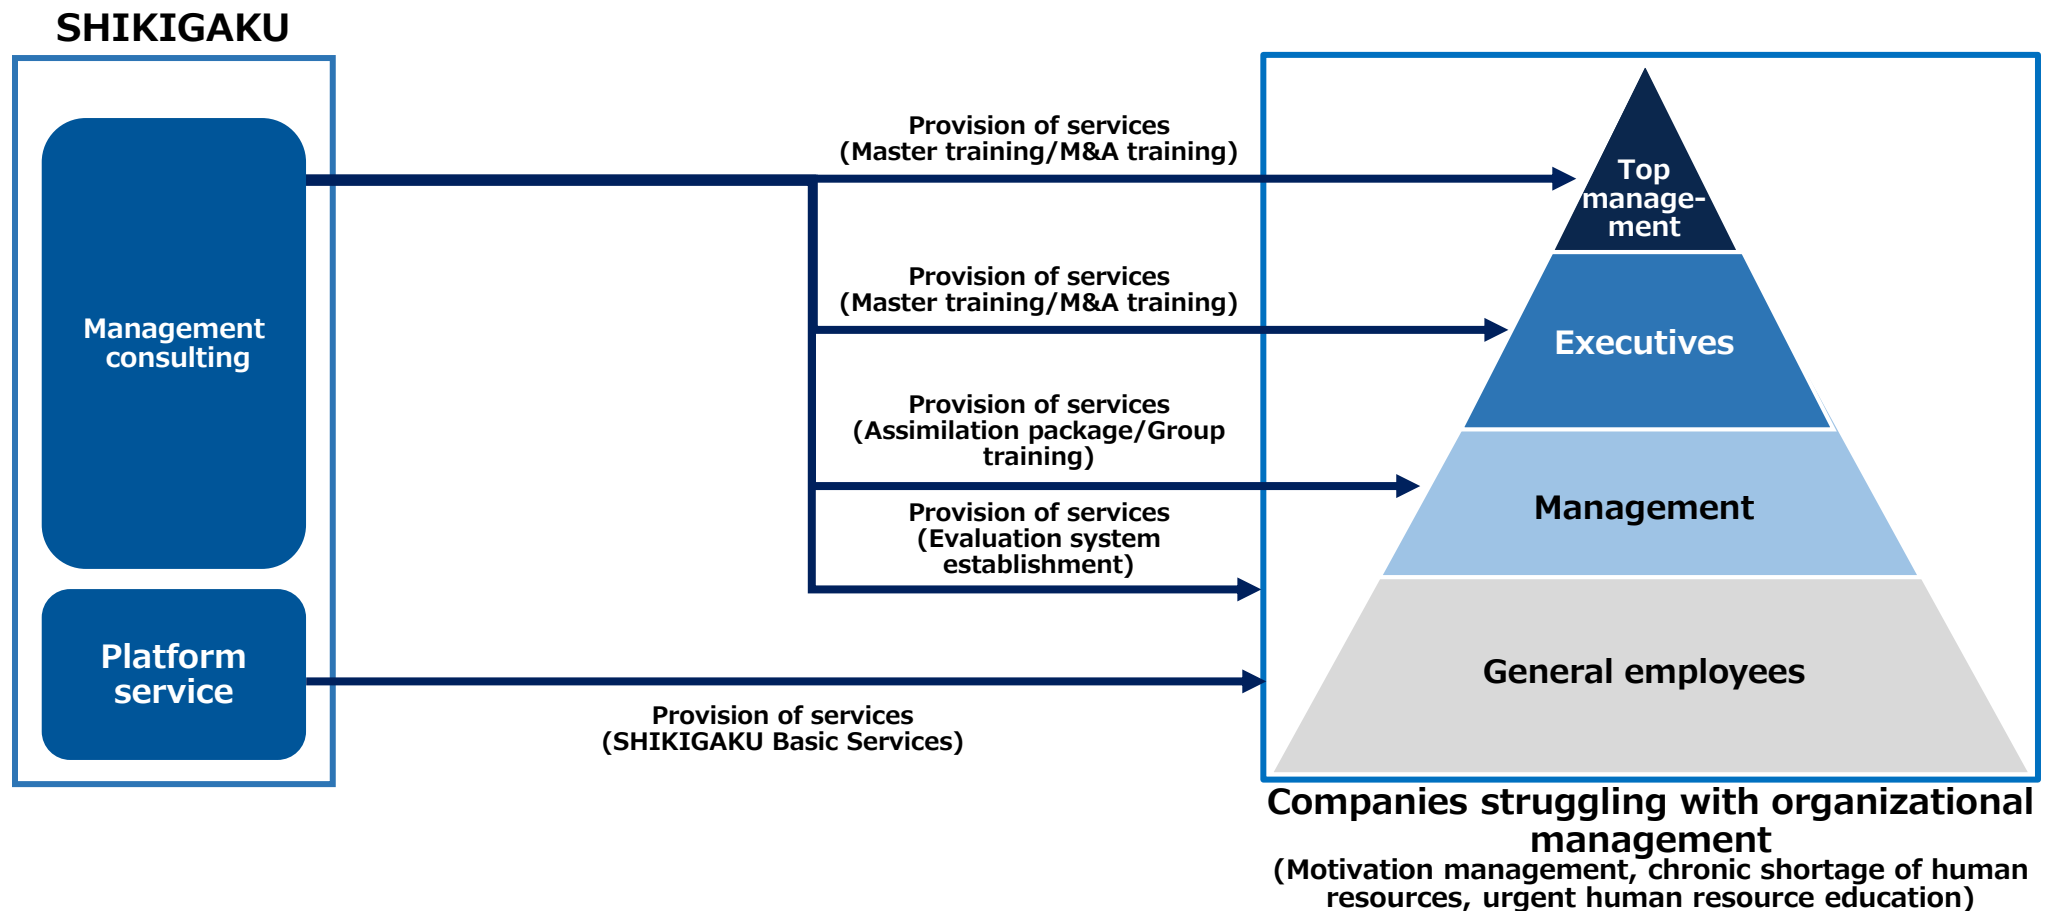 SHIKIGAKU
Management
consulting
Platform
service
Provision of services
(Master training/M&A training)
Provision of services
(Master training/M&A training)
Provision of services
(Assimilation package/Group
training)
Provision of services
(Evaluation system
establishment)
Provision of services
(SHIKIGAKU Basic Services)
Top
manage-
ment
Executives
Management
General employees
Companies struggling with organizational
management
(Motivation management, chronic shortage of human
resources, urgent human resource education)